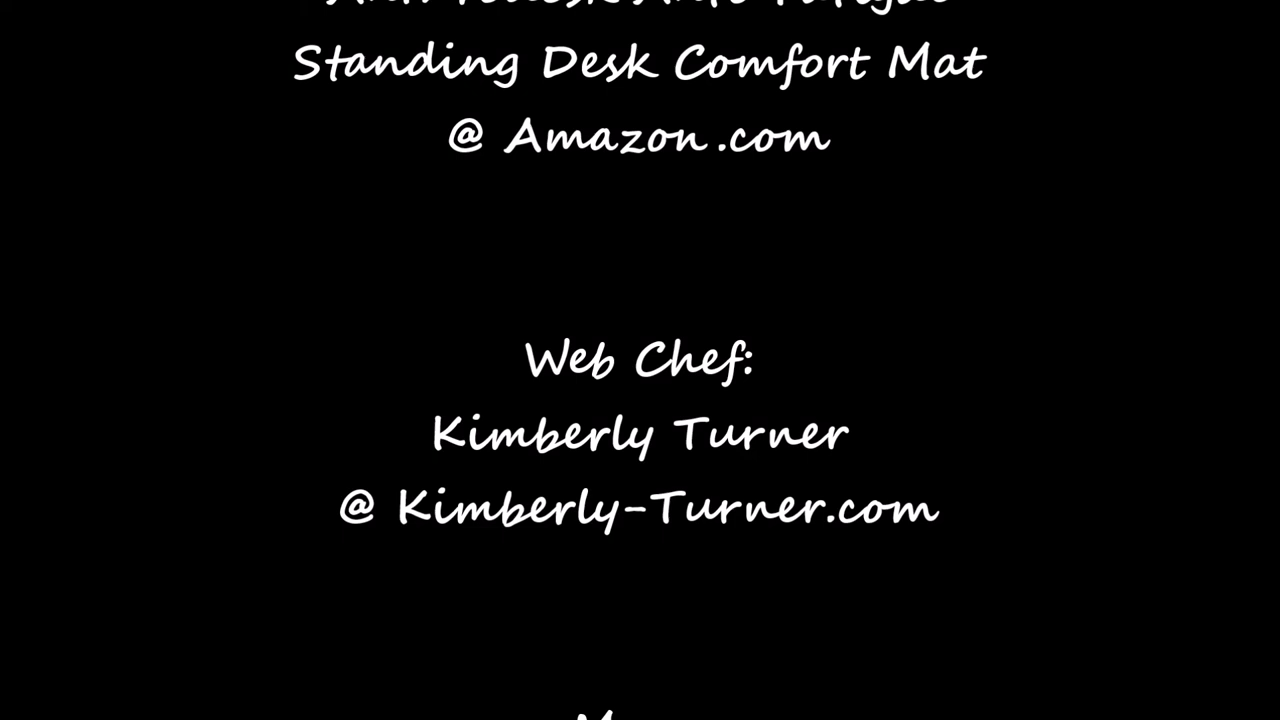 Standing Desk Comfort Mat
@ Amazon.com
Web Chef:
Kimberly Turner
@ Kimberly-Turner.com